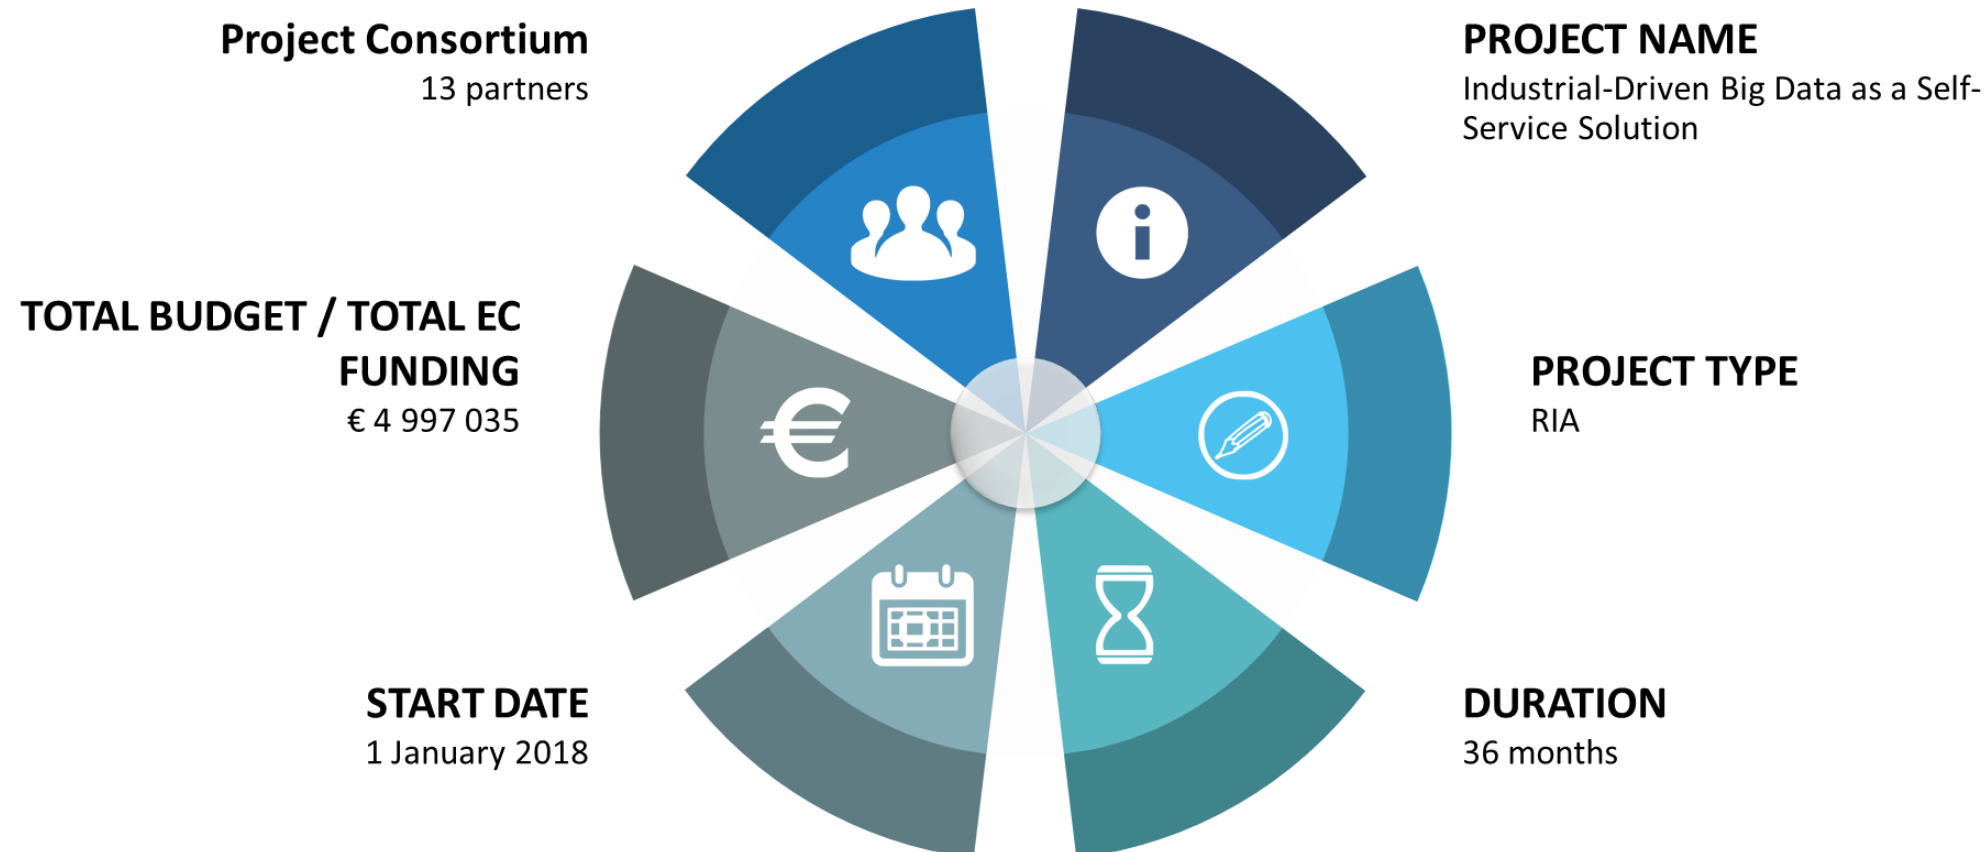 Project Consortium
13 partners
PROJECT NAME
Industrial-Driven Big Data as a Self-
Service Solution
TOTAL BUDGET / TOTAL EC
FUNDING
€ 4 997 035
PROJECT TYPE
RIA
START DATE
1 January 2018
DURATION
36 months